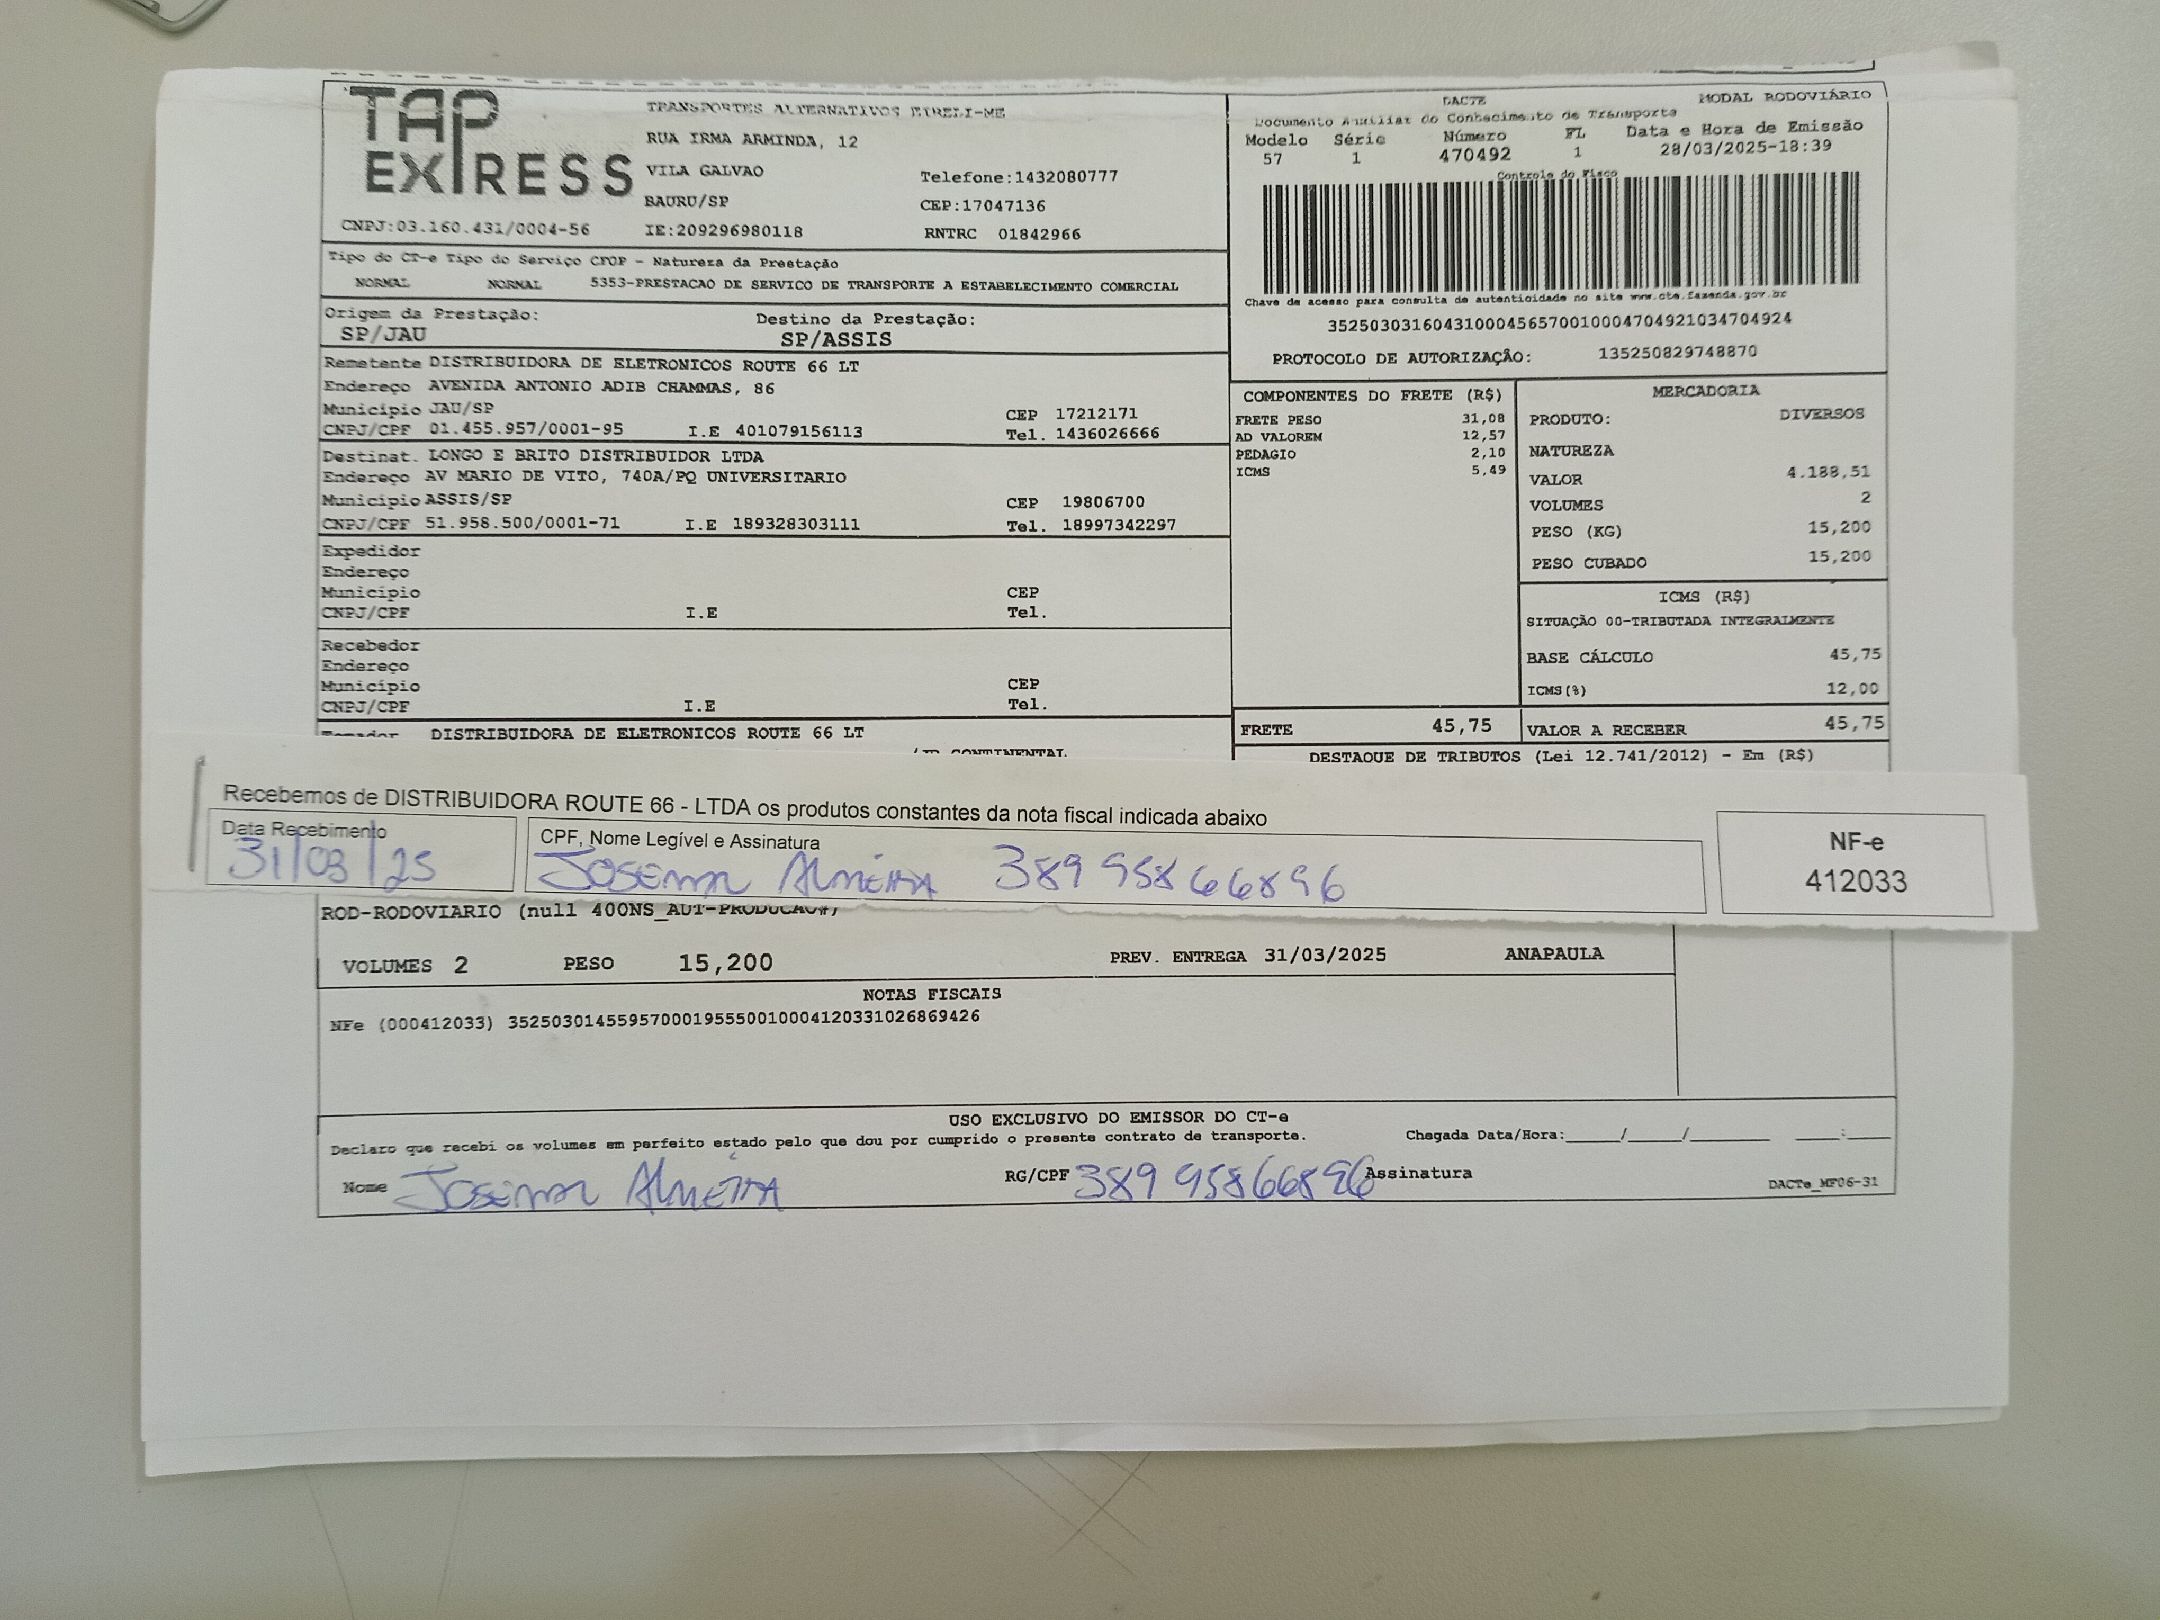 TAP EXPRESS
TRANSPORTES ALTERNATIVOS EIRELI-ME
RUA IRMA ARMINDA, 12
VILA GALVAO Telefone:1432080777
BAURU/SP CEP:17047136
CNPJ:03.160.431/0004-56 IE:209296980118 RNTRC 01842966
DACTE MODAL RODOVIÁRIO
Documento Auxiliar do Conhecimento de Transporte
Modelo Série Número FL Data e Hora de Emissão
57 1 470492 1 28/03/2025-18:39
Controle do Fisco
Chave de acesso para consulta de autenticidade no site www.cte.fazenda.gov.br
35250303160431000456570010004704921034704924
PROTOCOLO DE AUTORIZAÇÃO: 135250829748870
Tipo do CT-e Tipo do Serviço CFOP - Natureza da Prestação
NORMAL NORMAL 5353-PRESTACAO DE SERVICO DE TRANSPORTE A ESTABELECIMENTO COMERCIAL
Origem da Prestação: Destino da Prestação:
SP/JAU SP/ASSIS
Remetente DISTRIBUIDORA DE ELETRONICOS ROUTE 66 LT
Endereço AVENIDA ANTONIO ADIB CHAMMAS, 86
Município JAU/SP CEP 17212171
CNPJ/CPF 01.455.957/0001-95 I.E 401079156113 Tel. 1436026666
Destinat. LONGO E BRITO DISTRIBUIDOR LTDA
Endereço AV MARIO DE VITO, 740A/PQ UNIVERSITARIO
Município ASSIS/SP CEP 19806700
CNPJ/CPF 51.958.500/0001-71 I.E 189328303111 Tel. 18997342297
Expedidor
Endereço
Município CEP
CNPJ/CPF I.E Tel.
Recebedor
Endereço
Município CEP
CNPJ/CPF I.E Tel.
Tomador DISTRIBUIDORA DE ELETRONICOS ROUTE 66 LT
CONTINENTAL
COMPONENTES DO FRETE (R$)
FRETE PESO 31,08
AD VALOREM 12,57
PEDAGIO 2,10
ICMS 5,49
MERCADORIA
PRODUTO: DIVERSOS
NATUREZA
VALOR 4.188,51
VOLUMES 2
PESO (KG) 15,200
PESO CUBADO 15,200
ICMS (R$)
SITUAÇÃO 00-TRIBUTADA INTEGRALMENTE
BASE CÁLCULO 45,75
ICMS(%) 12,00
FRETE 45,75 VALOR A RECEBER 45,75
DESTAQUE DE TRIBUTOS (Lei 12.741/2012) - Em (R$)
Recebemos de DISTRIBUIDORA ROUTE 66 - LTDA os produtos constantes da nota fiscal indicada abaixo
Data Recebimento CPF, Nome Legível e Assinatura NF-e
31/03/25 JOSEMAR ALMEIDA 38995866896 412033
ROD-RODOVIARIO (null 400NS_AUT-PRODUCAO#)
VOLUMES 2 PESO 15,200 PREV. ENTREGA 31/03/2025 ANAPAULA
NOTAS FISCAIS
NFe (000412033) 35250301455957000195550010004120331026869426
USO EXCLUSIVO DO EMISSOR DO CT-e
Declaro que recebi os volumes em perfeito estado pelo que dou por cumprido o presente contrato de transporte. Chegada Data/Hora:____/____/______ ___:___
Nome JOSEMAR ALMEIDA RG/CPF 38995866896 Assinatura
DACTe_MF06-31